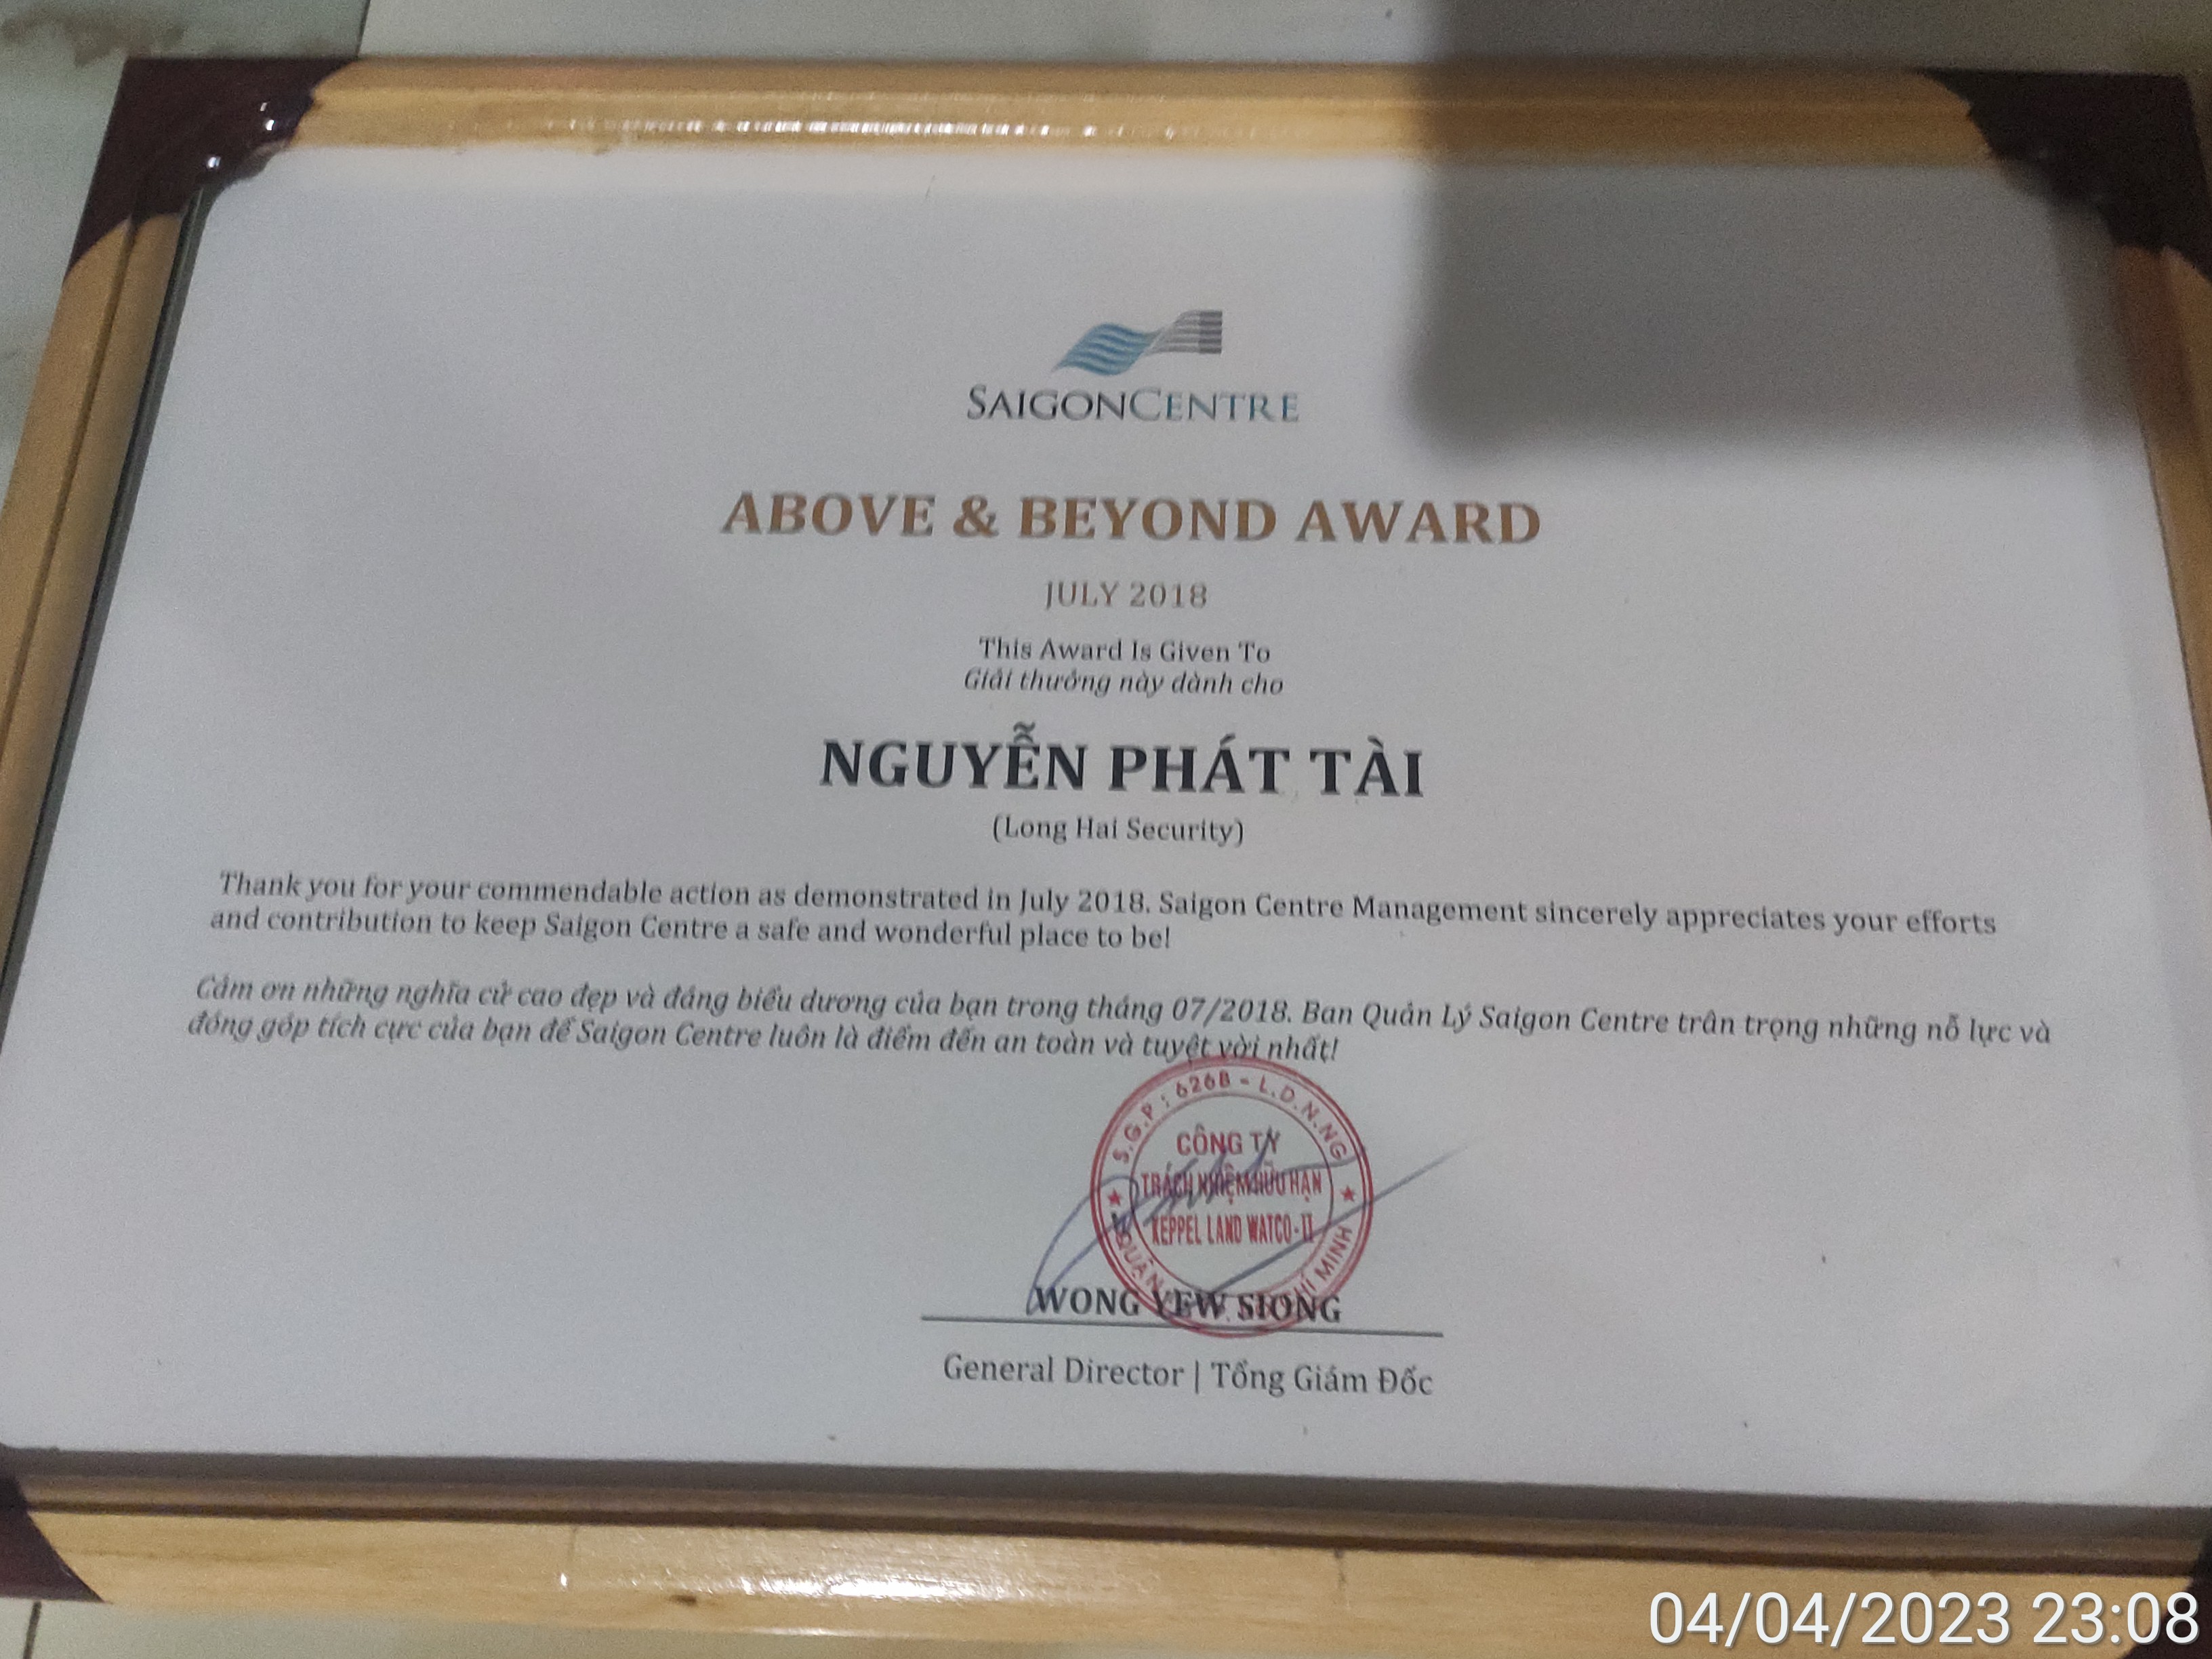 SAIGONCENTRE
ABOVE & BEYOND AWARD
JULY 2018
This Award Is Given To
Giải thưởng này dành cho
NGUYỄN PHÁT TÀI
(Long Hai Security)
Thank you for your commendable action as demonstrated in July 2018. Saigon Centre Management sincerely appreciates your efforts
and contribution to keep Saigon Centre a safe and wonderful place to be!
Cảm ơn những nghĩa cử cao đẹp và đáng biểu dương của bạn trong tháng 07/2018. Ban Quản Lý Saigon Centre trân trọng những nỗ lực và
đóng góp tích cực của bạn để Saigon Centre luôn là điểm đến an toàn và tuyệt vời nhất!
S.G.P: 626B - L.D.N.NG
CÔNG TY
TRÁCH NHIỆM HỮU HẠN
KEPPEL LAND WATCO-II
QUẬN
MINH
WONG YEW SIONG
General Director | Tổng Giám Đốc
04/04/2023 23:08